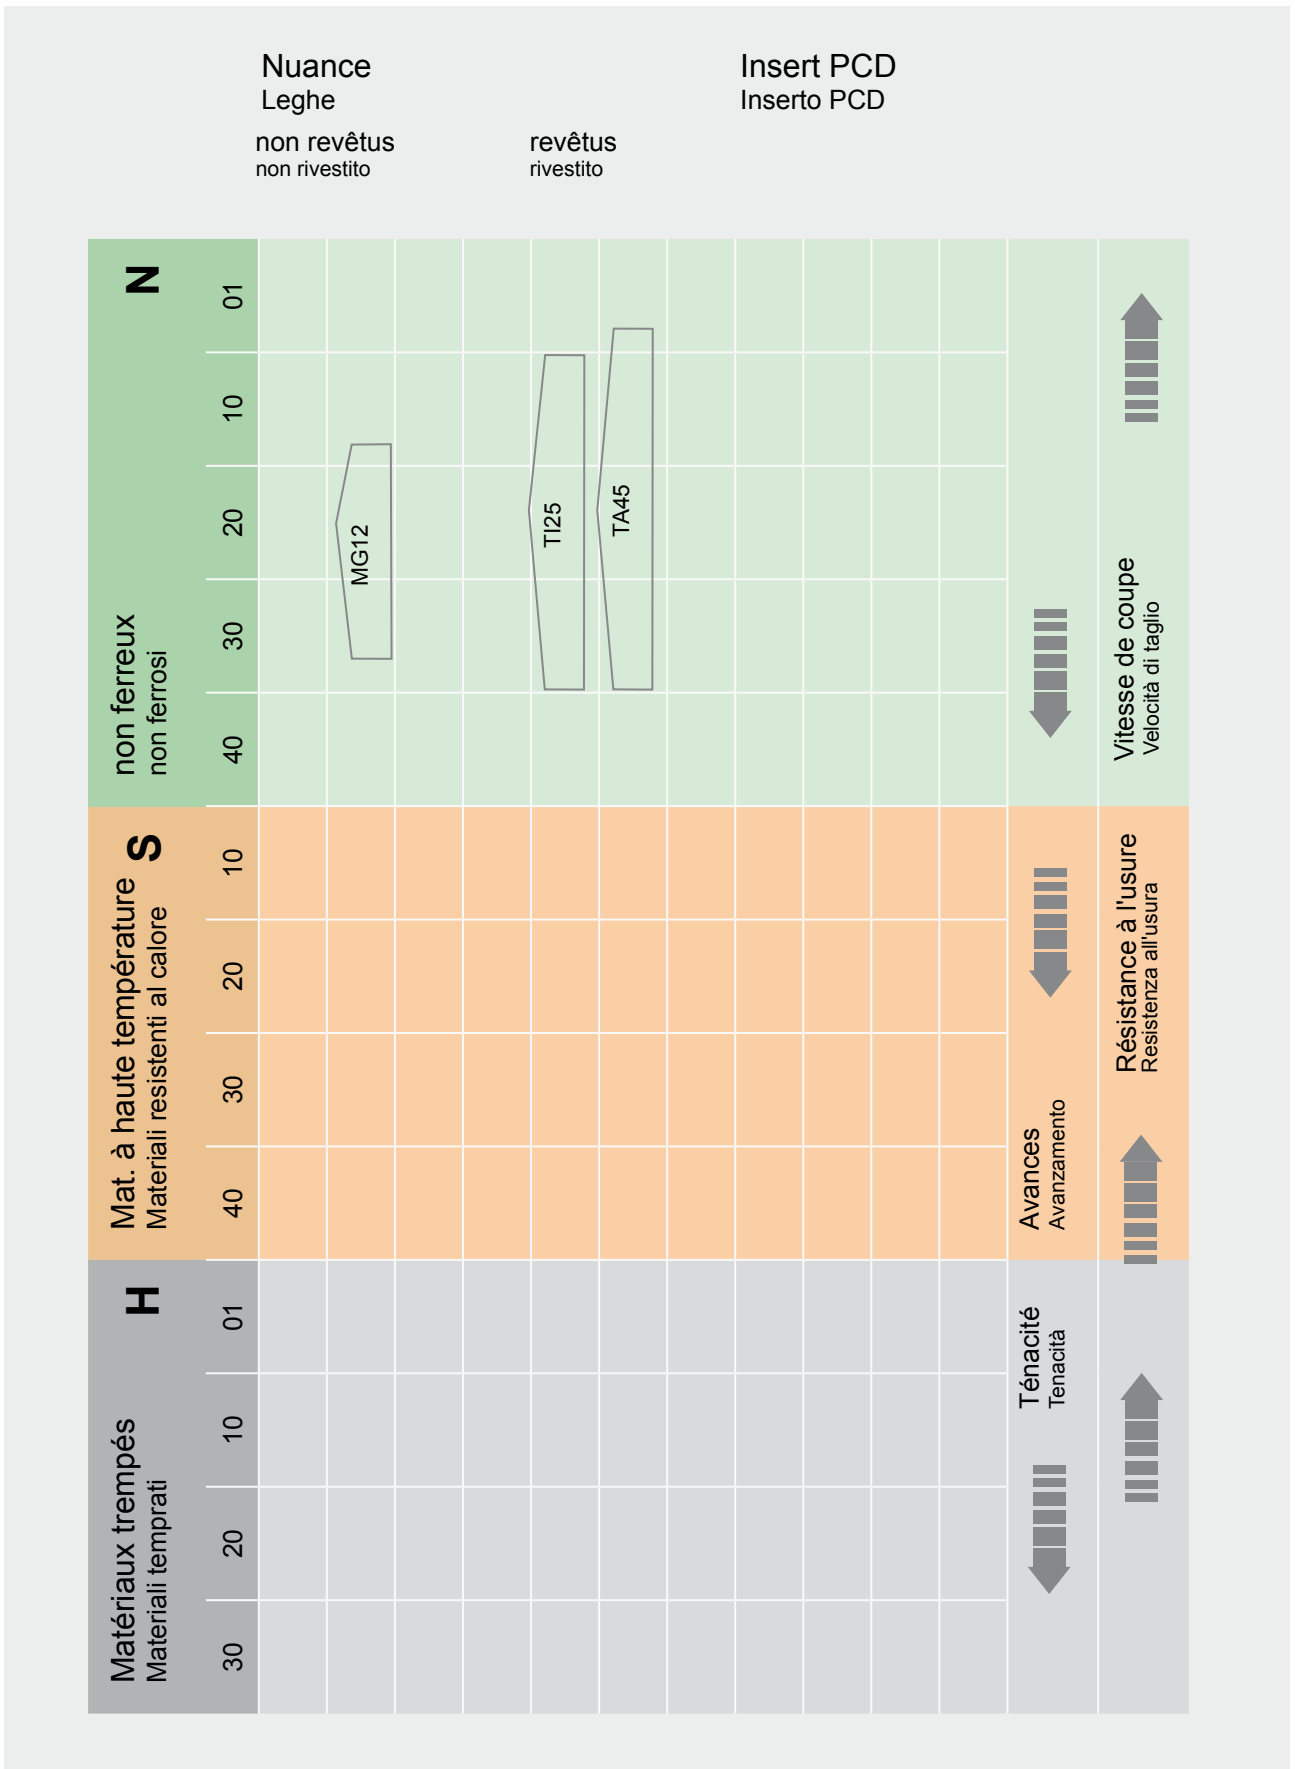 Nuance
Leghe
Insert PCD
Inserto PCD
non revêtus
non rivestito
revêtus
rivestito
N
non ferreux
non ferrosi
01
10
20
30
40
MG12
TI25
TA45
Vitesse de coupe
Velocità di taglio
S
Mat. à haute température
Materiali resistenti al calore
10
20
30
40
Résistance à l'usure
Resistenza all'usura
Avances
Avanzamento
H
Matériaux trempés
Materiali temprati
01
10
20
30
Ténacité
Tenacità